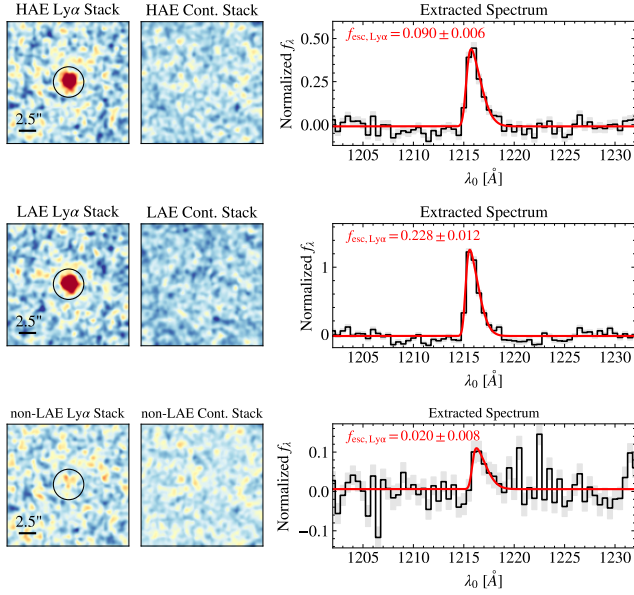 HAE Lyα Stack HAE Cont. Stack Extracted Spectrum
2.5"
Normalized f_λ
0.50
0.25
0.00
f_esc,Lyα = 0.090 ± 0.006
1205 1210 1215 1220 1225 1230
λ_0 [Å]
LAE Lyα Stack LAE Cont. Stack Extracted Spectrum
2.5"
Normalized f_λ
1
0
f_esc,Lyα = 0.228 ± 0.012
1205 1210 1215 1220 1225 1230
λ_0 [Å]
non-LAE Lyα Stack non-LAE Cont. Stack Extracted Spectrum
2.5"
Normalized f_λ
0.1
0.0
−0.1
f_esc,Lyα = 0.020 ± 0.008
1205 1210 1215 1220 1225 1230
λ_0 [Å]